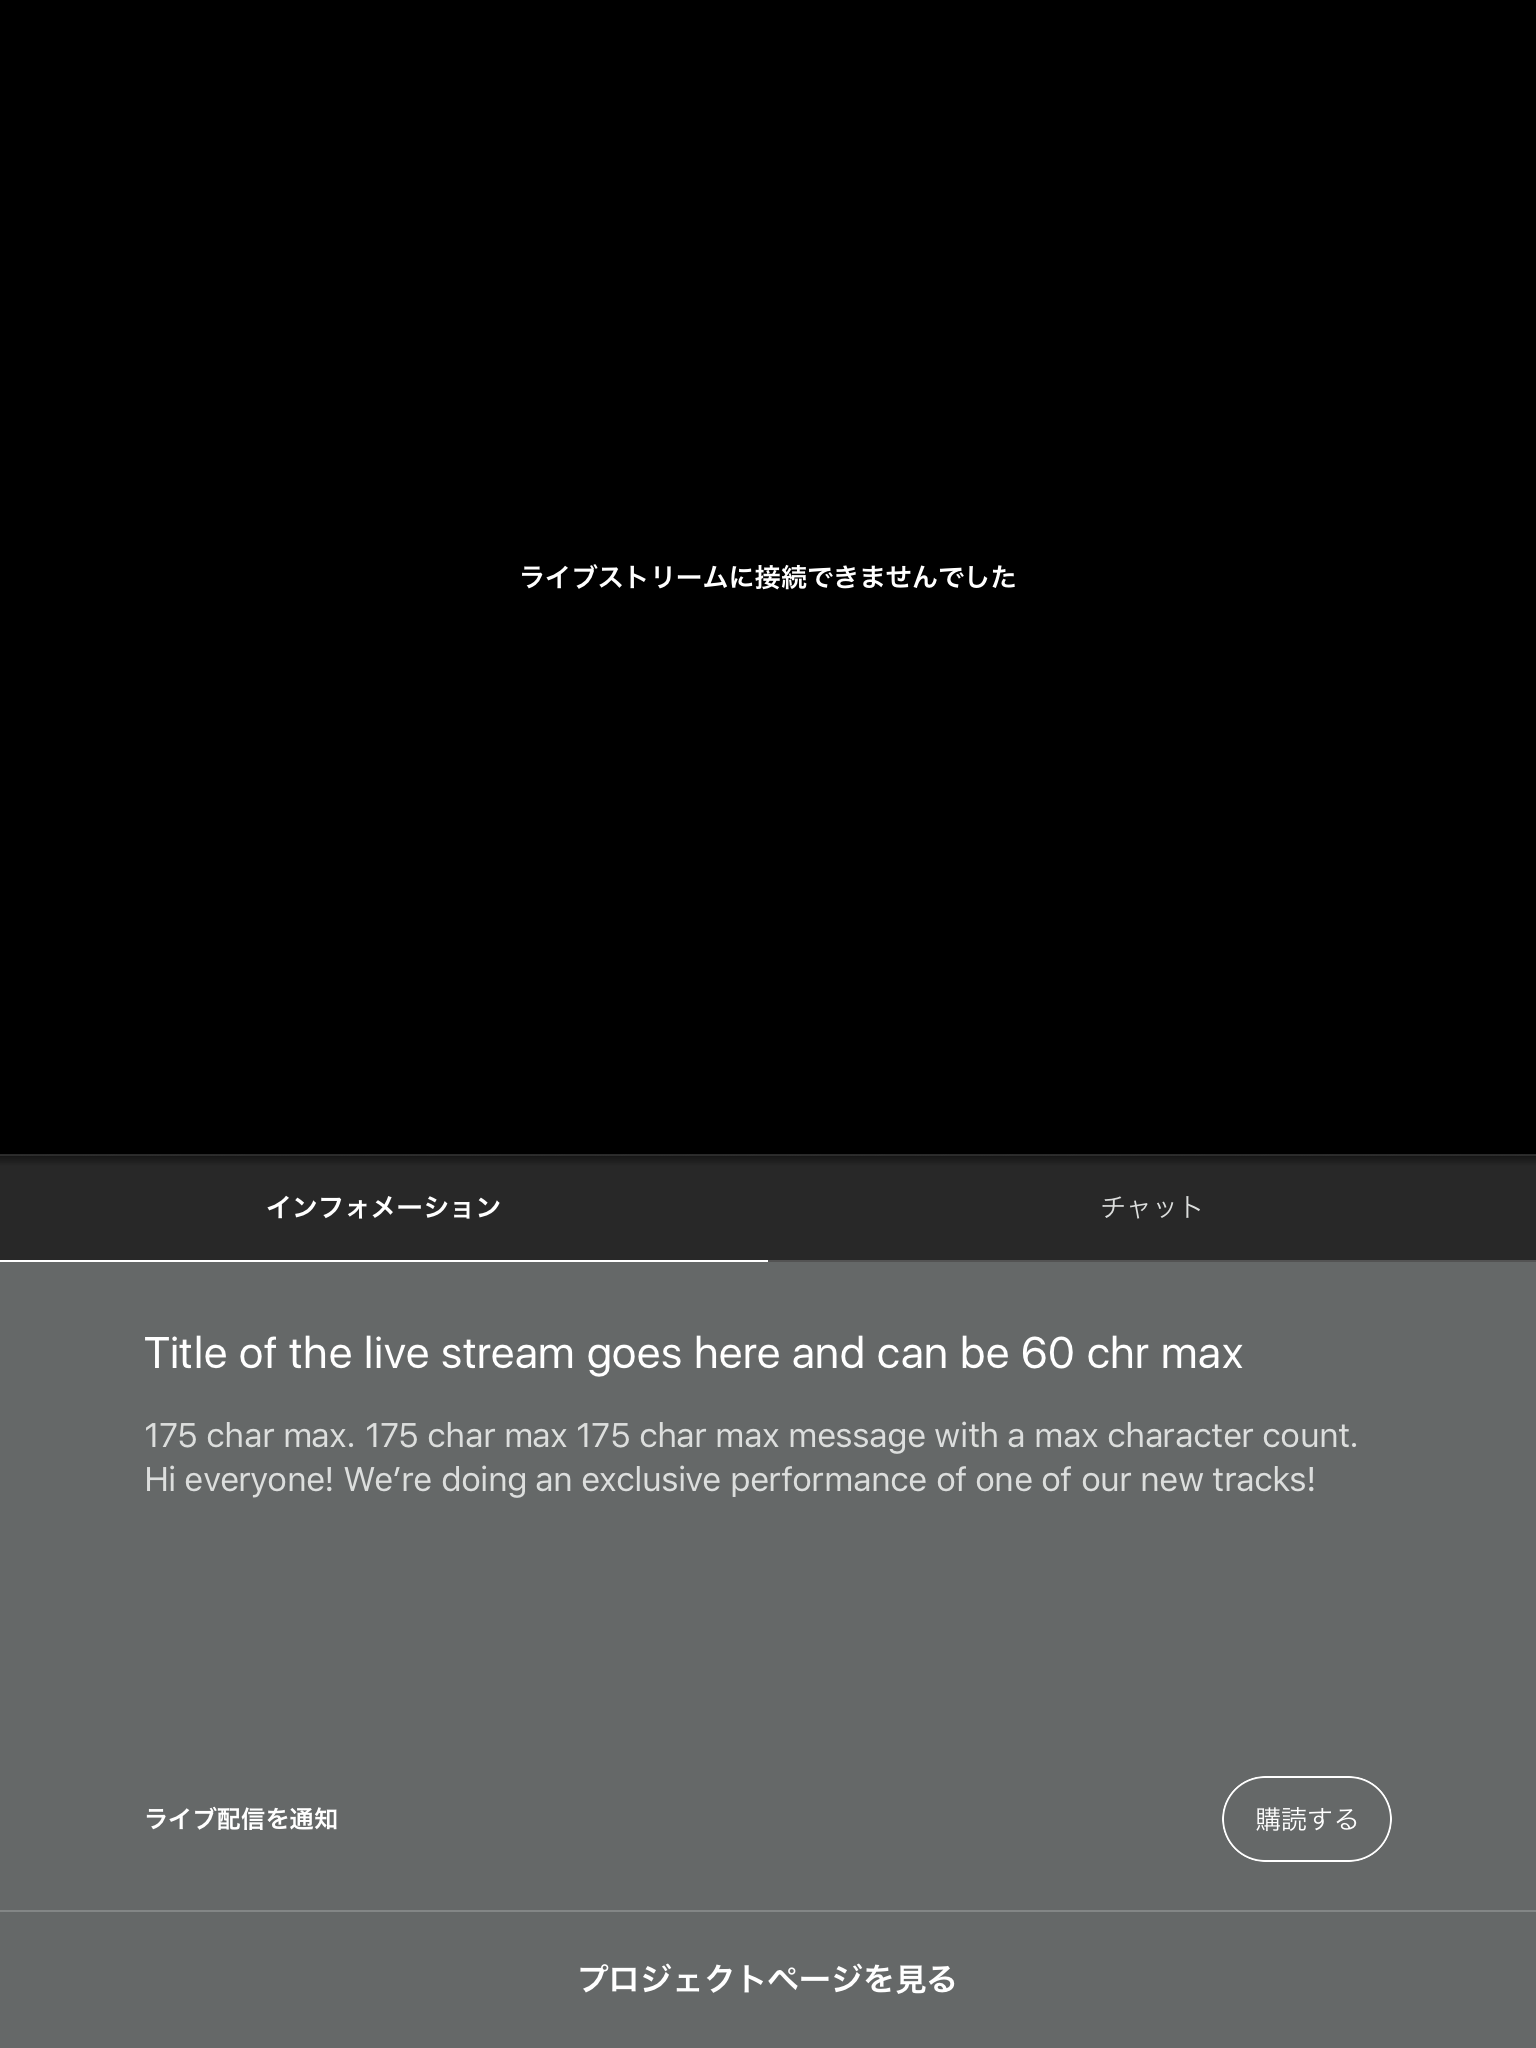 ライブストリームに接続できませんでした
インフォメーション
チャット
Title of the live stream goes here and can be 60 chr max
175 char max. 175 char max 175 char max message with a max character count.
Hi everyone! We’re doing an exclusive performance of one of our new tracks!
ライブ配信を通知
購読する
プロジェクトページを見る